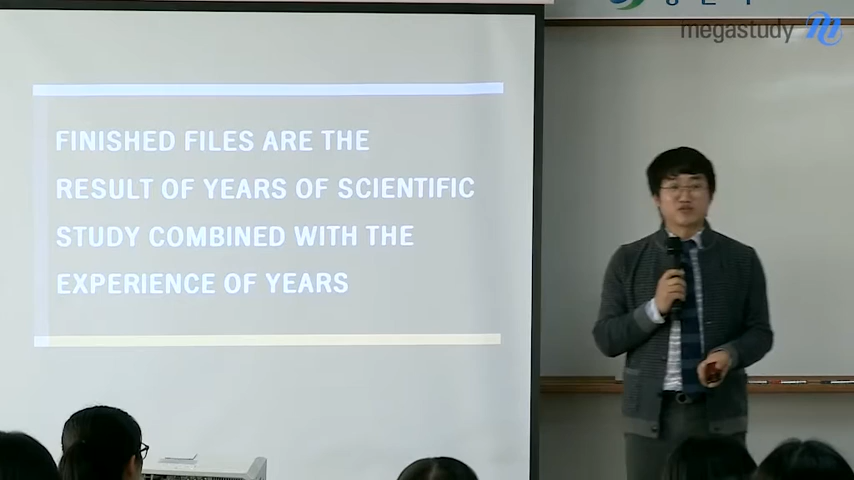 megastudy
FINISHED FILES ARE THE
RESULT OF YEARS OF SCIENTIFIC
STUDY COMBINED WITH THE
EXPERIENCE OF YEARS